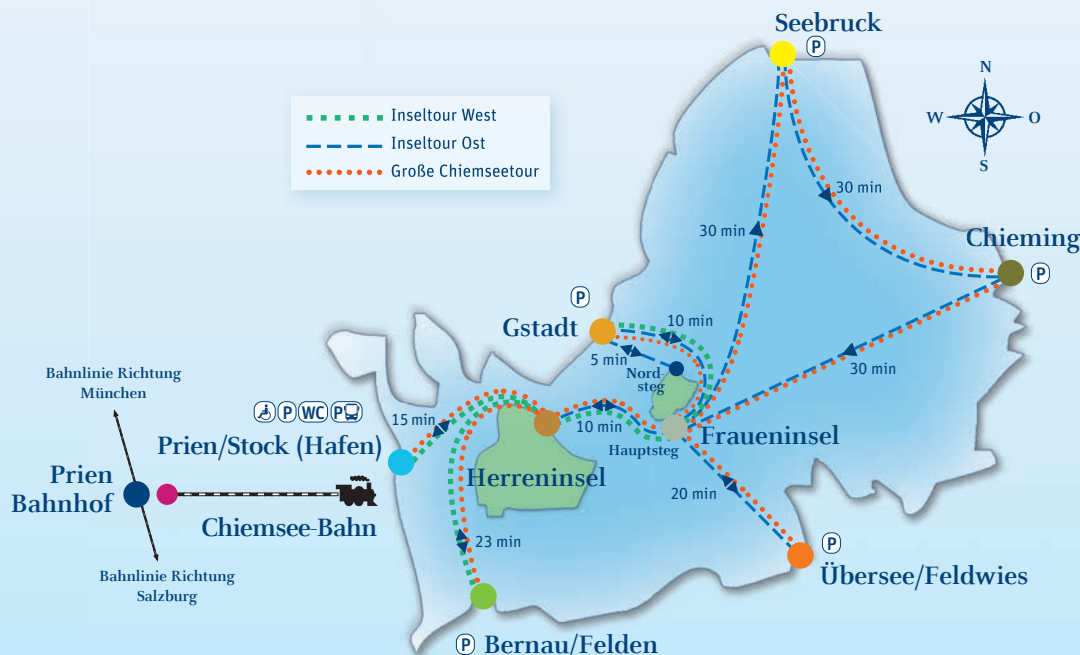 Seebruck
P
N
W
O
S
Inseltour West
Inseltour Ost
Große Chiemseetour
30 min
30 min
Chieming
P
P
Gstadt
10 min
5 min
Nord-
steg
30 min
Bahnlinie Richtung
München
P WC P
15 min
Prien/Stock (Hafen)
10 min
Hauptsteg
Fraueninsel
Herreninsel
Prien
Bahnhof
20 min
Chiemsee-Bahn
23 min
P
Übersee/Feldwies
Bahnlinie Richtung
Salzburg
P Bernau/Felden